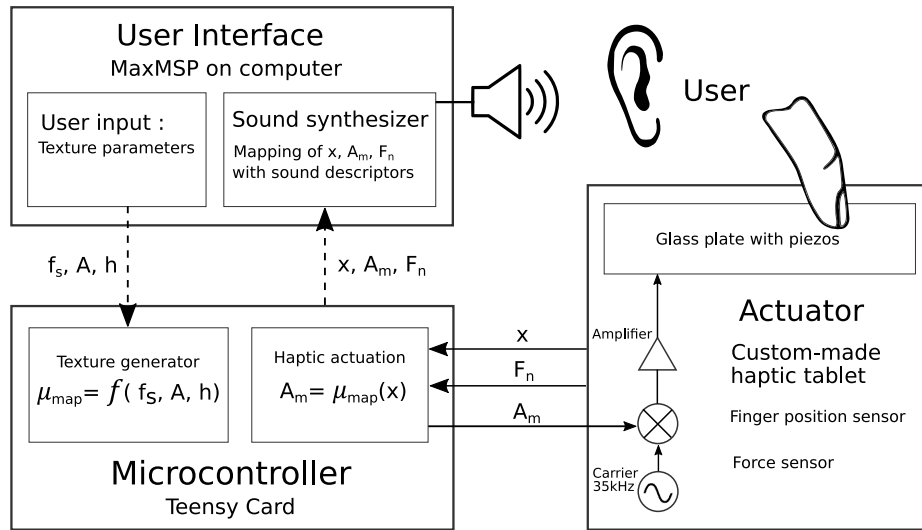 User Interface
MaxMSP on computer
User input :
Texture parameters
Sound synthesizer
Mapping of x, Aₘ, Fₙ
with sound descriptors
User
fₛ, A, h
x, Aₘ, Fₙ
Glass plate with piezos
Amplifier
Actuator
Custom-made
haptic tablet
Finger position sensor
Force sensor
Carrier
35kHz
x
Fₙ
Aₘ
Texture generator
μmap= f( fS, A, h)
Haptic actuation
Aₘ= μmap(x)
Microcontroller
Teensy Card